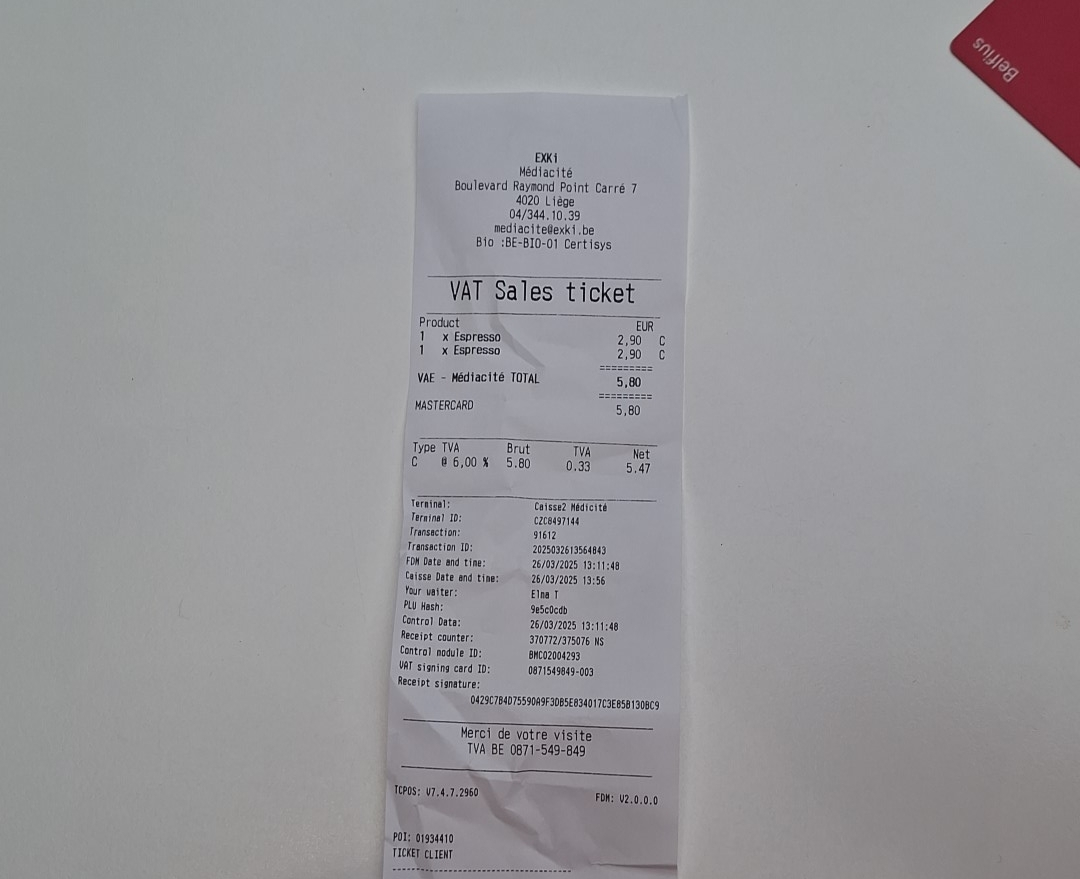 Belfius
EXKi
Médiacité
Boulevard Raymond Point Carré 7
4020 Liège
04/344.10.39
mediacite@exki.be
Bio :BE-BIO-01 Certisys
VAT Sales ticket
Product EUR
1 x Espresso 2,90 C
1 x Espresso 2,90 C
=========
VAE - Médiacité TOTAL 5,80
=========
MASTERCARD 5,80
Type TVA Brut TVA Net
C @ 6,00 % 5.80 0.33 5.47
Terminal: Caisse2 Médicité
Terminal ID: CZC8497144
Transaction: 91612
Transaction ID: 2025032613564843
FDM Date and time: 26/03/2025 13:11:48
Caisse Date and time: 26/03/2025 13:56
Your waiter: Elna T
PLU Hash: 9e5c0cdb
Control Data: 26/03/2025 13:11:48
Receipt counter: 370772/375076 NS
Control module ID: BMC02004293
VAT signing card ID: 0871549849-003
Receipt signature:
0429C7B4D75590A9F3DB5E834017C3E85B130BC9
Merci de votre visite
TVA BE 0871-549-849
TCPOS: V7.4.7.2960 FDM: V2.0.0.0
POI: 01934410
TICKET CLIENT